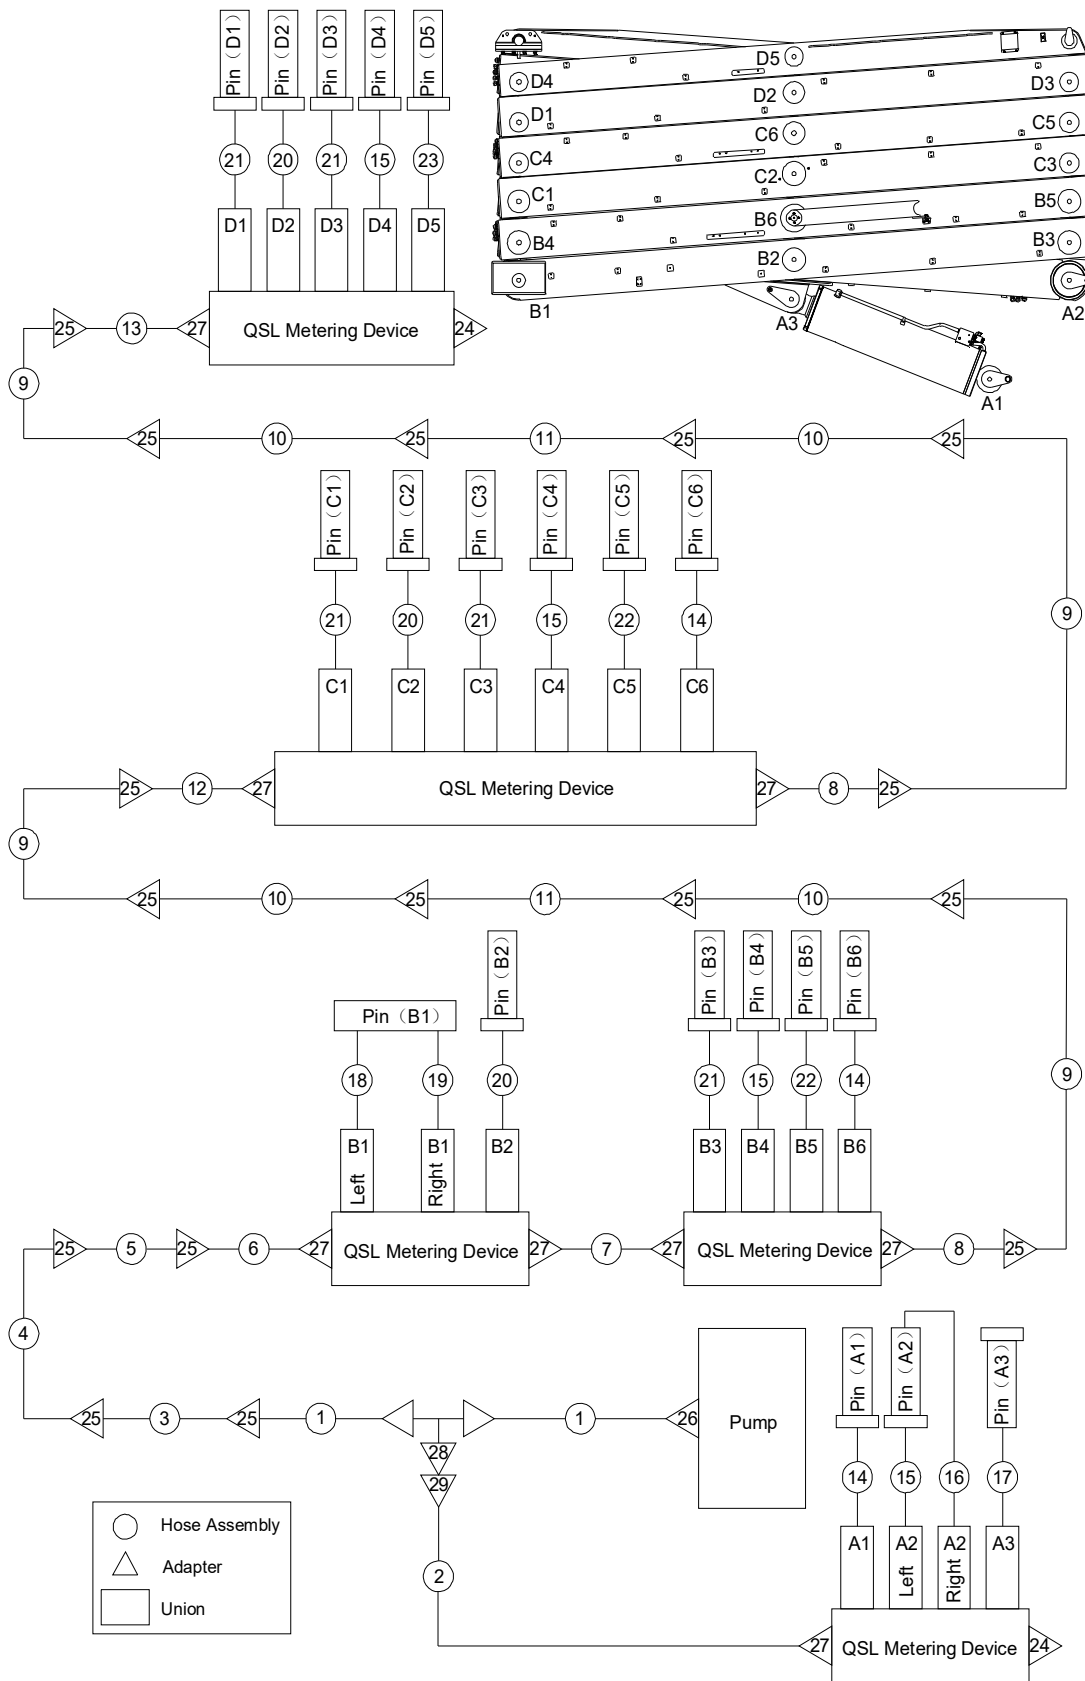 Pin（D1） Pin（D2） Pin（D3） Pin（D4） Pin（D5）
21 20 21 15 23
D1 D2 D3 D4 D5
25 13 27 QSL Metering Device 24
9
D5
D4 D3
D2
D1 C5
C6
C4 C3
C2
C1 B5
B6
B4 B3
B2
B1 A3 A2
A1
25 10 25 11 25 10 25
Pin（C1） Pin（C2） Pin（C3） Pin（C4） Pin（C5） Pin（C6）
21 20 21 15 22 14 9
C1 C2 C3 C4 C5 C6
25 12 27 QSL Metering Device 27 8 25
9
25 10 25 11 25 10 25
Pin（B2） Pin（B3） Pin（B4） Pin（B5） Pin（B6）
Pin（B1）
18 19 20 21 15 22 14 9
B1 Left B1 Right B2 B3 B4 B5 B6
25 5 25 6 27 QSL Metering Device 27 7 27 QSL Metering Device 27 8 25
4
Pin（A1） Pin（A2） Pin（A3）
25 3 25 1 1 26 Pump
28
29
14 15 16 17
Hose Assembly
Adapter
Union
2
A1 A2 Left A2 Right A3
27 QSL Metering Device 24